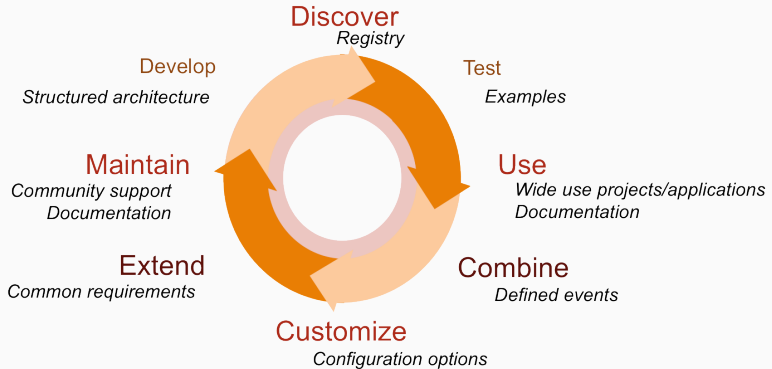 Discover
Registry
Develop
Test
Structured architecture
Examples
Maintain
Use
Community support
Wide use projects/applications
Documentation
Documentation
Extend
Combine
Common requirements
Defined events
Customize
Configuration options